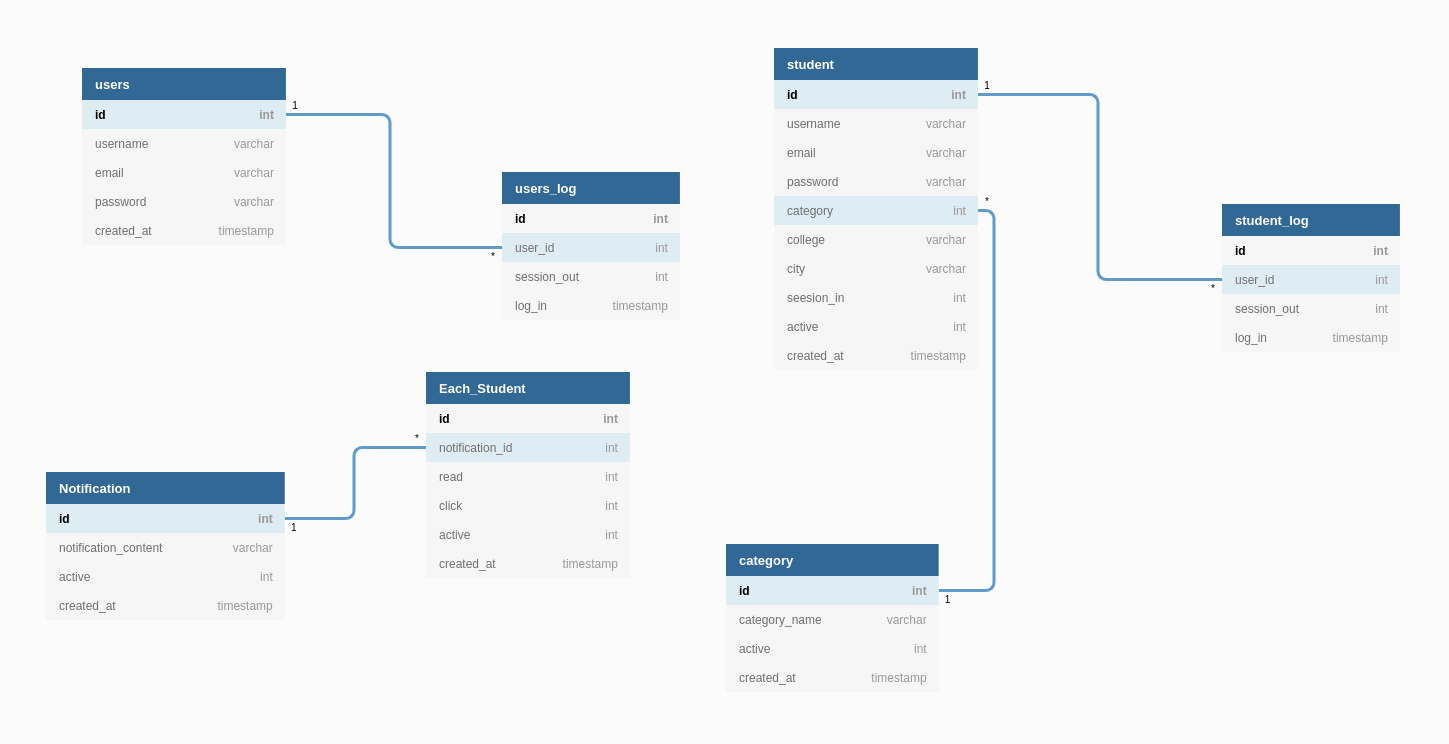 users
id int
username varchar
email varchar
password varchar
created_at timestamp
1
*
users_log
id int
user_id int
session_out int
log_in timestamp
student
id int
username varchar
email varchar
password varchar
category int
college varchar
city varchar
seesion_in int
active int
created_at timestamp
1
*
*
student_log
id int
user_id int
session_out int
log_in timestamp
Each_Student
id int
notification_id int
read int
click int
active int
created_at timestamp
*
1
Notification
id int
notification_content varchar
active int
created_at timestamp
category
id int
category_name varchar
active int
created_at timestamp
1